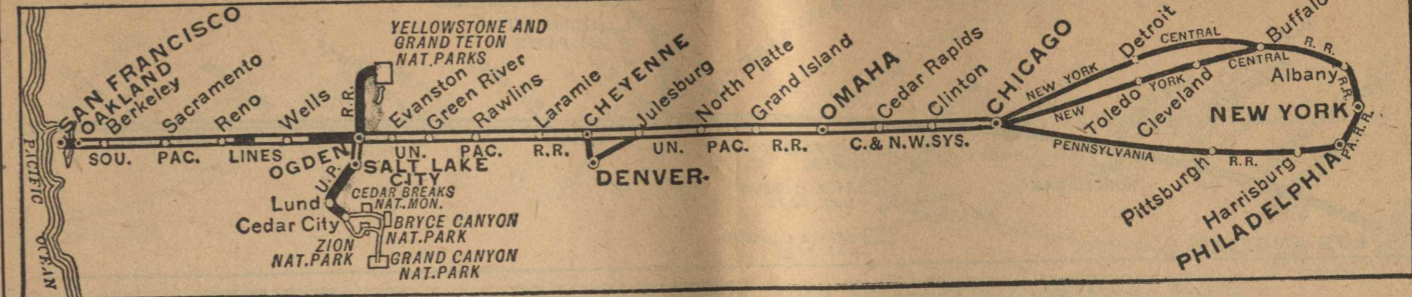 SAN FRANCISCO
OAKLAND
Berkeley
Sacramento
Reno
Wells
OGDEN
YELLOWSTONE AND
GRAND TETON
NAT. PARKS
R.R.
Evanston
Green River
Rawlins
Laramie
CHEYENNE
Julesburg
North Platte
Grand Island
OMAHA
Cedar Rapids
Clinton
CHICAGO
NEW YORK CENTRAL
Detroit
NEW YORK CENTRAL
Toledo
Cleveland
Buffalo
R. R.
Albany
R.R.
NEW YORK
PA. R.R.
SOU. PAC. LINES
UN. PAC. R.R.
UN. PAC. R.R.
C. & N.W. SYS.
PENNSYLVANIA R.R.
Pittsburgh
Harrisburg
PHILADELPHIA
DENVER
SALT LAKE
CITY
U.P.
CEDAR BREAKS
NAT. MON.
Lund
Cedar City
BRYCE CANYON
NAT. PARK
ZION
NAT. PARK
GRAND CANYON
NAT. PARK
PACIFIC
OCEAN